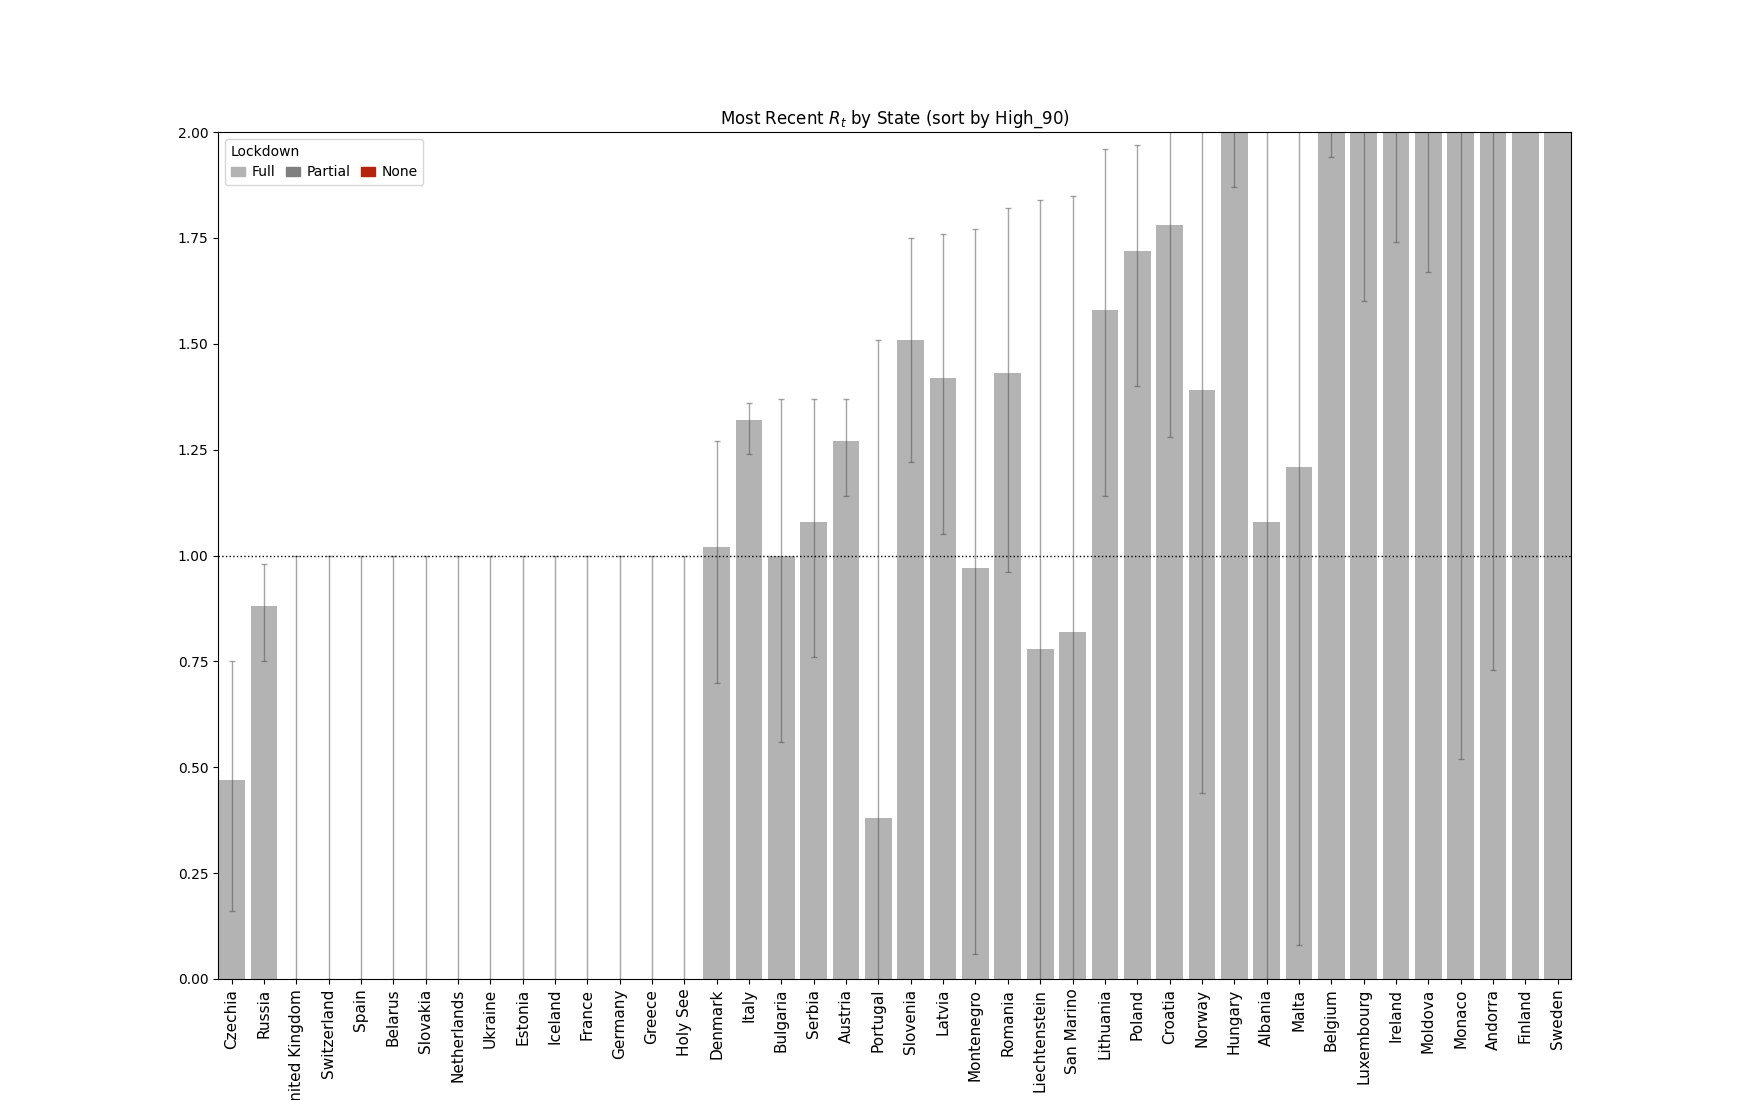 Most Recent R_t by State (sort by High_90)
Lockdown
Full Partial None
2.00
1.75
1.50
1.25
1.00
0.75
0.50
0.25
0.00
Czechia
Russia
nited Kingdom
Switzerland
Spain
Belarus
Slovakia
Netherlands
Ukraine
Estonia
Iceland
France
Germany
Greece
Holy See
Denmark
Italy
Bulgaria
Serbia
Austria
Portugal
Slovenia
Latvia
Montenegro
Romania
Liechtenstein
San Marino
Lithuania
Poland
Croatia
Norway
Hungary
Albania
Malta
Belgium
Luxembourg
Ireland
Moldova
Monaco
Andorra
Finland
Sweden